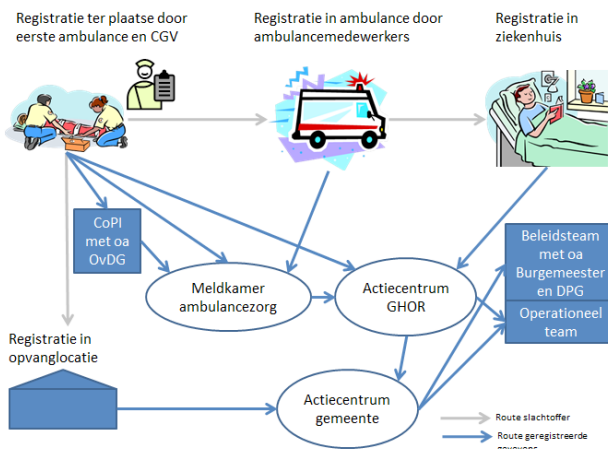 Registratie ter plaatse door
eerste ambulance en CGV
Registratie in ambulance door
ambulancemedewerkers
Registratie in
ziekenhuis
CoPI
met oa
OvDG
Meldkamer
ambulancezorg
Actiecentrum
GHOR
Beleidsteam
met oa
Burgemeester
en DPG
Operationeel
team
Registratie in
opvanglocatie
Actiecentrum
gemeente
Route slachtoffer
Route geregistreerde